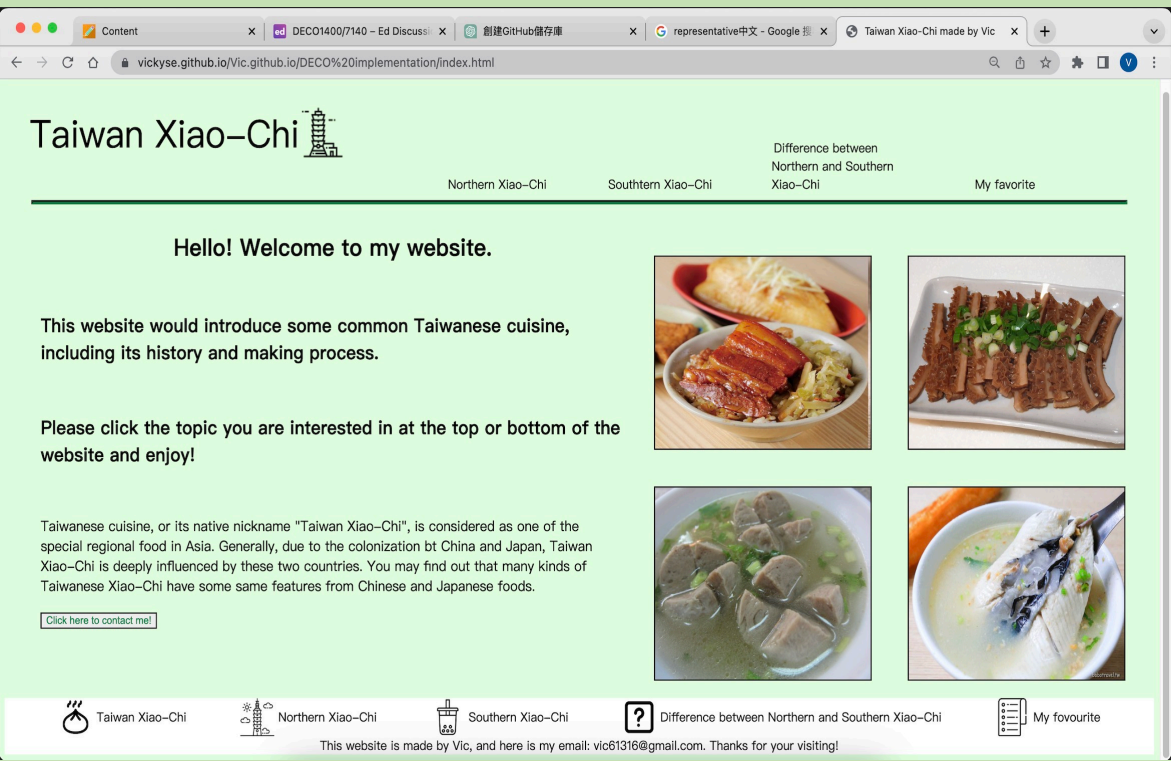 Content
DECO1400/7140 – Ed Discussi
創建GitHub儲存庫
representative中文 - Google 搜
Taiwan Xiao-Chi made by Vic
vickyse.github.io/Vic.github.io/DECO%20implementation/index.html
V
Taiwan Xiao-Chi
Northern Xiao-Chi
Southtern Xiao-Chi
Difference between
Northern and Southern
Xiao-Chi
My favorite
Hello! Welcome to my website.
This website would introduce some common Taiwanese cuisine,
including its history and making process.
Please click the topic you are interested in at the top or bottom of the
website and enjoy!
Taiwanese cuisine, or its native nickname "Taiwan Xiao-Chi", is considered as one of the
special regional food in Asia. Generally, due to the colonization bt China and Japan, Taiwan
Xiao-Chi is deeply influenced by these two countries. You may find out that many kinds of
Taiwanese Xiao-Chi have some same features from Chinese and Japanese foods.
Click here to contact me!
Taiwan Xiao-Chi
Northern Xiao-Chi
Southern Xiao-Chi
Difference between Northern and Southern Xiao-Chi
My fovourite
This website is made by Vic, and here is my email: vic61316@gmail.com. Thanks for your visiting!